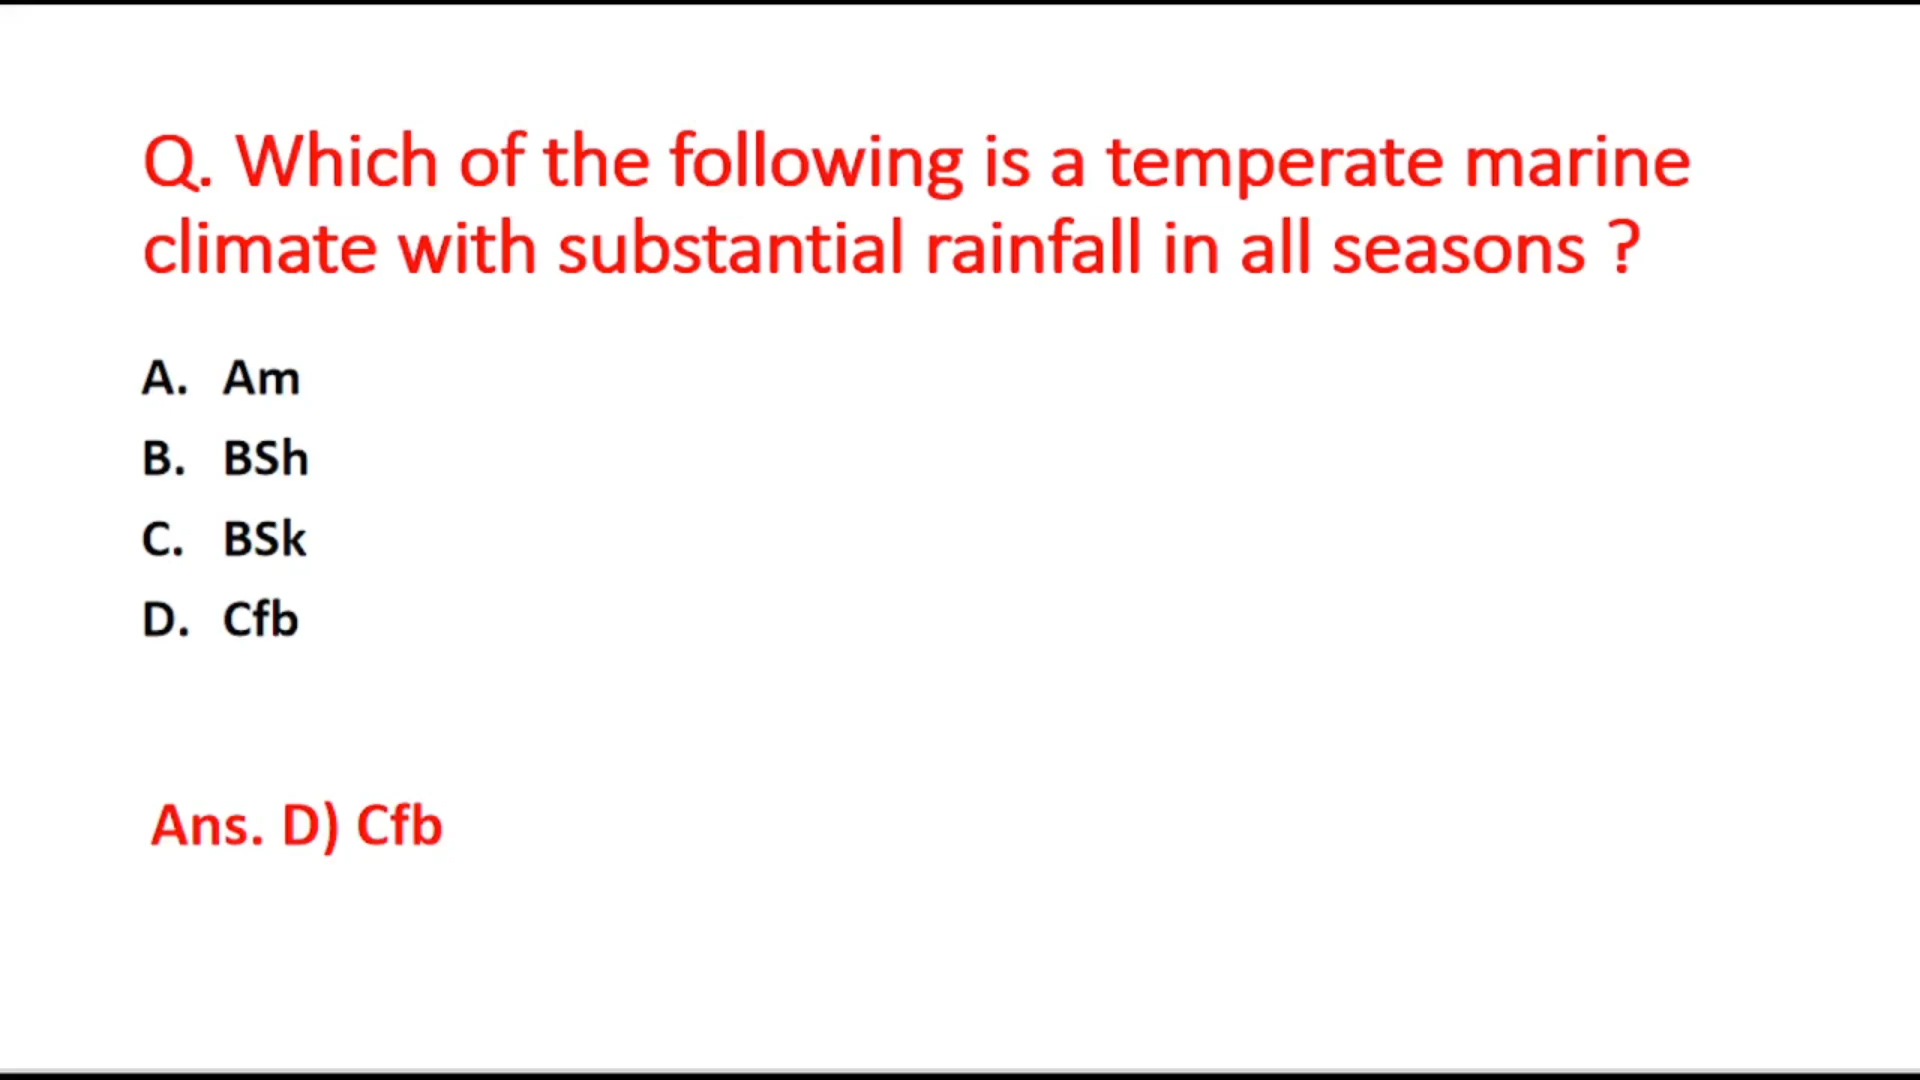 Q. Which of the following is a temperate marine
climate with substantial rainfall in all seasons ?
A. Am
B. BSh
C. BSk
D. Cfb
Ans. D) Cfb